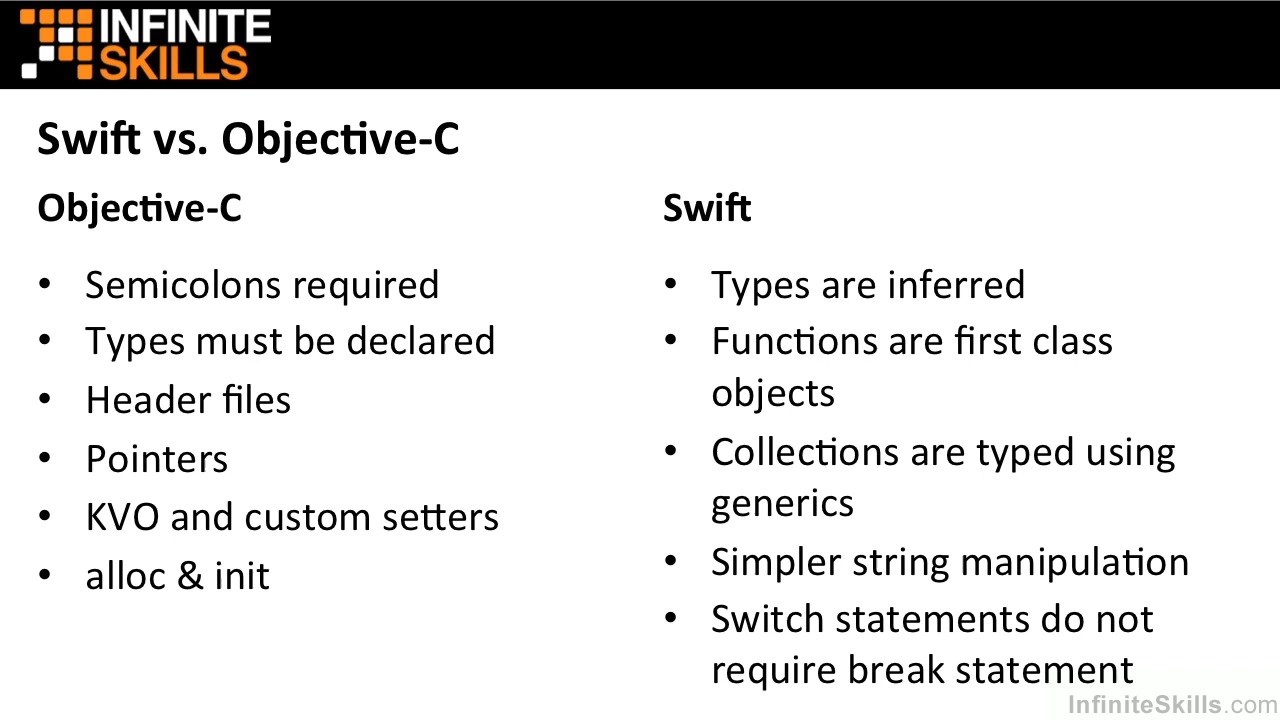 INFINITE
SKILLS
Swift vs. Objective-C
Objective-C
• Semicolons required
• Types must be declared
• Header files
• Pointers
• KVO and custom setters
• alloc & init
Swift
• Types are inferred
• Functions are first class
objects
• Collections are typed using
generics
• Simpler string manipulation
• Switch statements do not
require break statement
InfiniteSkills.com